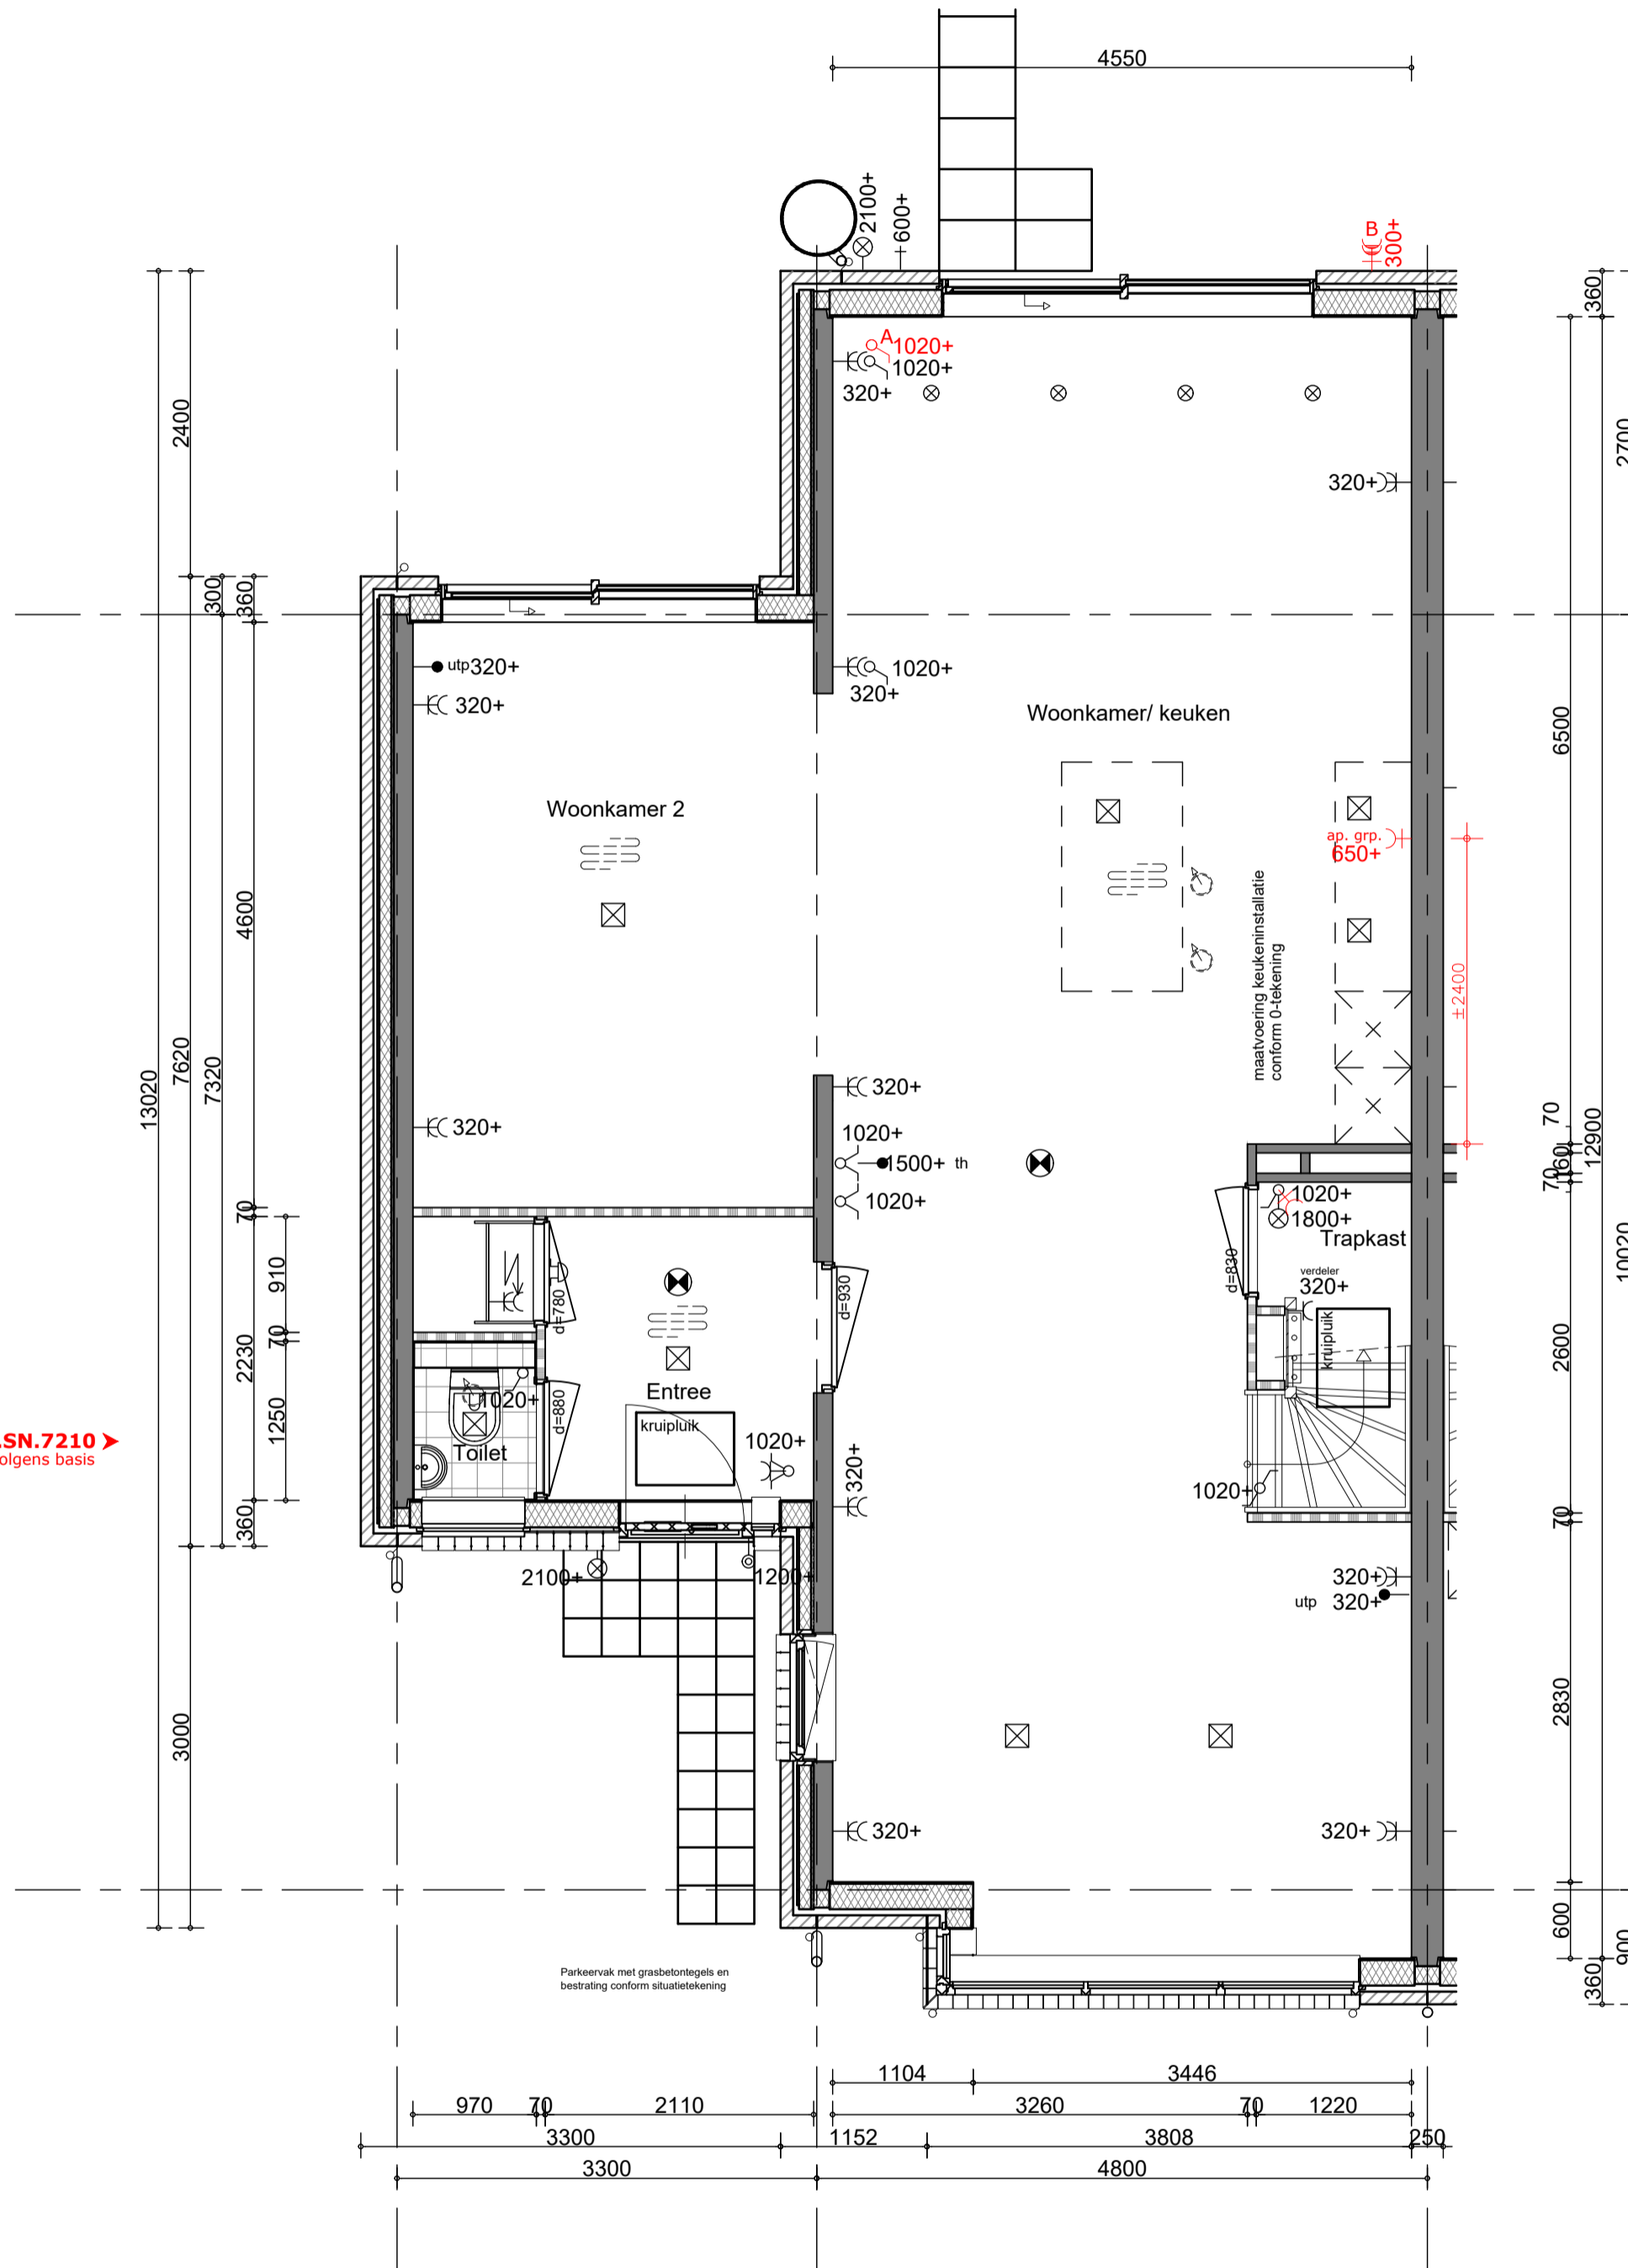 4550
2100+
600+
B
300+
360
A
1020+
1020+
320+
2400
2700
320+
300
360
utp 320+
320+
1020+
320+
Woonkamer/ keuken
6500
Woonkamer 2
ap. grp.
650+
maatvoering keukeninstallatie
conform 0-tekening
4600
±2400
13020
7620
7320
320+
320+
1020+
1500+ th
1020+
70
160
70
12900
1020+
1800+
Trapkast
verdeler
320+
d=830
kruipluik
10020
2600
70
910
70
2230
1250
d=780
d=930
1020+
d=880
Entree
kruipluik
Toilet
1020+
320+
1020+
.SN.7210
olgens basis
360
70
2100+
1200+
320+
utp 320+
3000
2830
320+
320+
600
900
360
Parkeervak met grasbetontegels en
bestrating conform situatietekening
1104
3446
970
70
2110
3260
70
1220
3300
1152
3808
250
3300
4800